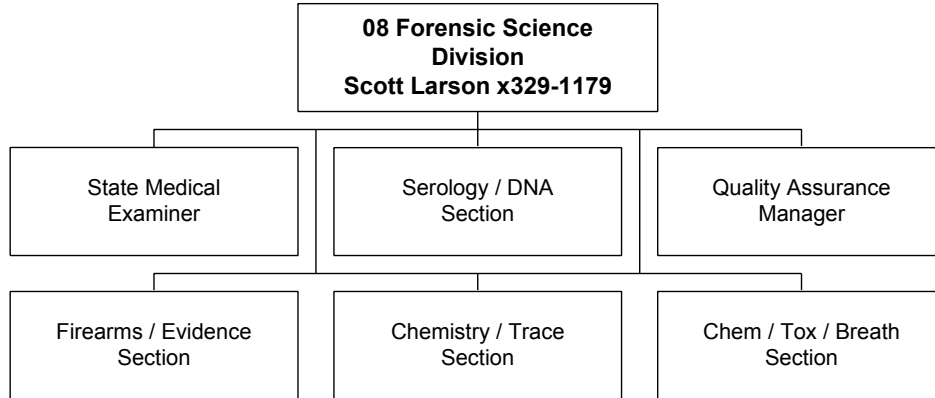 08 Forensic Science
Division
Scott Larson x329-1179
State Medical
Examiner
Serology / DNA
Section
Quality Assurance
Manager
Firearms / Evidence
Section
Chemistry / Trace
Section
Chem / Tox / Breath
Section